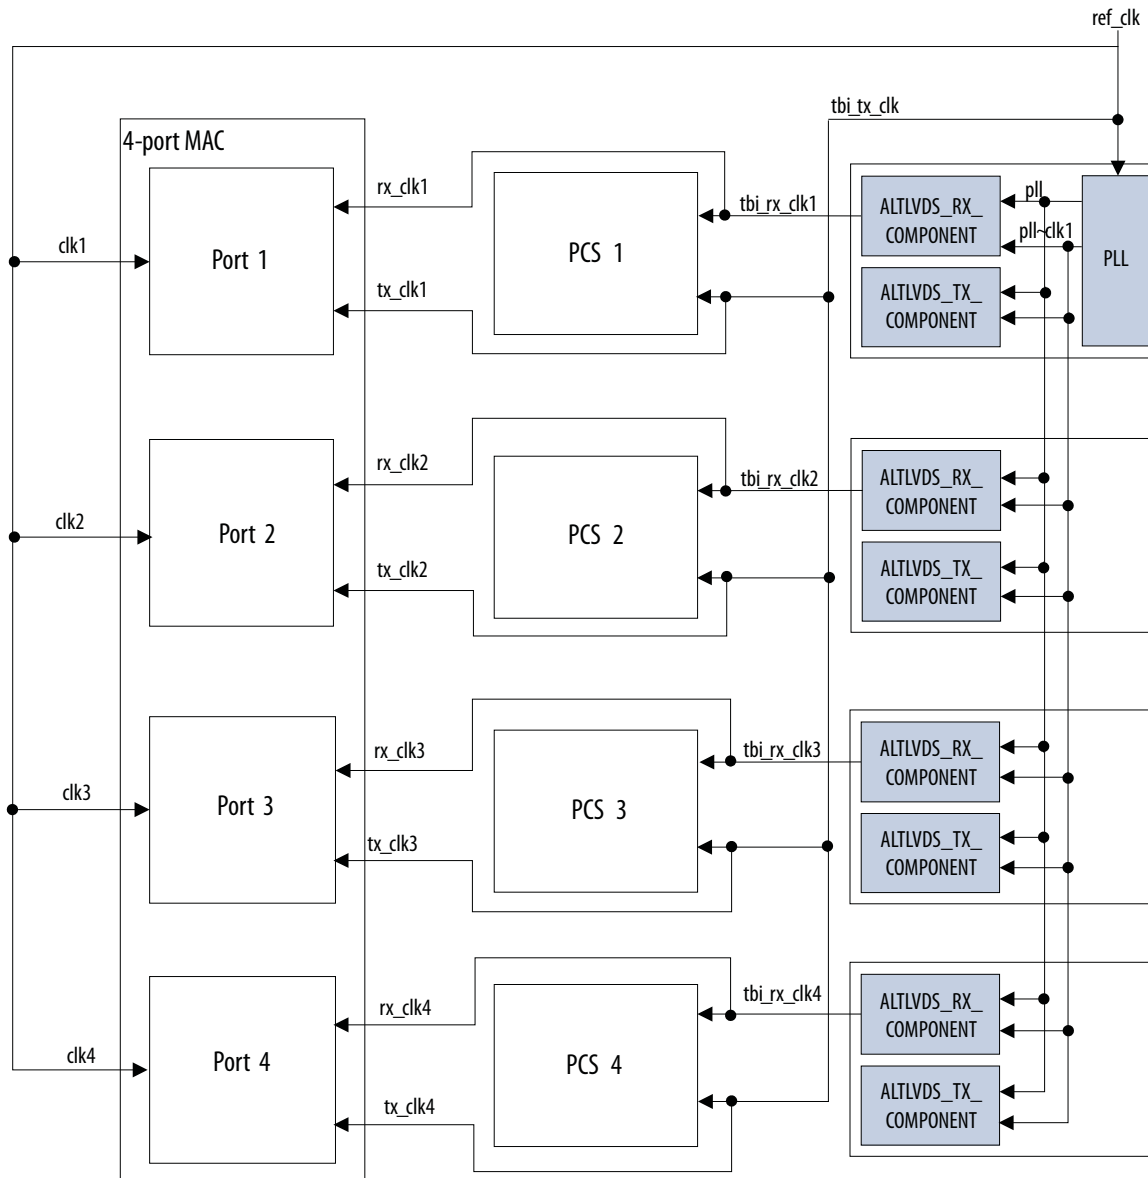 ref_clk
tbi_tx_clk
4-port MAC
rx_clk1
tbi_rx_clk1
ALTLVDS_RX_
COMPONENT
pll
pll~clk1
PLL
clk1
Port 1
PCS 1
tx_clk1
ALTLVDS_TX_
COMPONENT
rx_clk2
tbi_rx_clk2
ALTLVDS_RX_
COMPONENT
clk2
Port 2
PCS 2
tx_clk2
ALTLVDS_TX_
COMPONENT
rx_clk3
tbi_rx_clk3
ALTLVDS_RX_
COMPONENT
clk3
Port 3
PCS 3
tx_clk3
ALTLVDS_TX_
COMPONENT
rx_clk4
tbi_rx_clk4
ALTLVDS_RX_
COMPONENT
clk4
Port 4
PCS 4
tx_clk4
ALTLVDS_TX_
COMPONENT